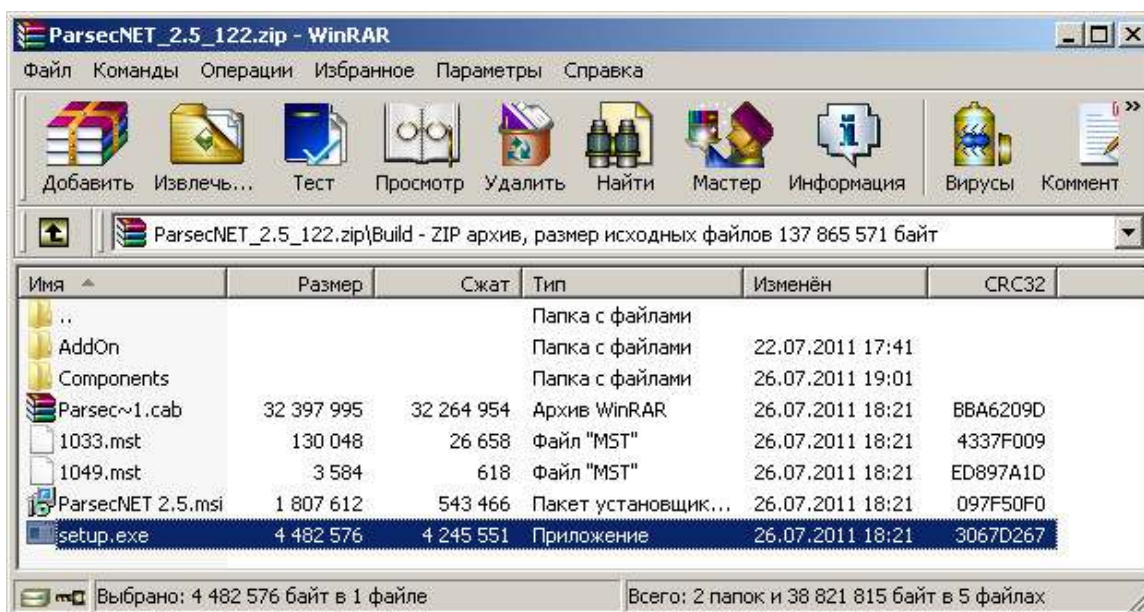 ParsecNET_2.5_122.zip - WinRAR
Файл Команды Операции Избранное Параметры Справка
Добавить Извлечь... Тест Просмотр Удалить Найти Мастер Информация Вирусы Коммент
ParsecNET_2.5_122.zip\Build - ZIP архив, размер исходных файлов 137 865 571 байт
Имя Размер Сжат Тип Изменён CRC32
.. Папка с файлами
AddOn Папка с файлами 22.07.2011 17:41
Components Папка с файлами 26.07.2011 19:01
Parsec~1.cab 32 397 995 32 264 954 Архив WinRAR 26.07.2011 18:21 BBA6209D
1033.mst 130 048 26 658 Файл "MST" 26.07.2011 18:21 4337F009
1049.mst 3 584 618 Файл "MST" 26.07.2011 18:21 ED897A1D
ParsecNET 2.5.msi 1 807 612 543 466 Пакет установщик... 26.07.2011 18:21 097F50F0
setup.exe 4 482 576 4 245 551 Приложение 26.07.2011 18:21 3067D267
Выбрано: 4 482 576 байт в 1 файле Всего: 2 папок и 38 821 815 байт в 5 файлах